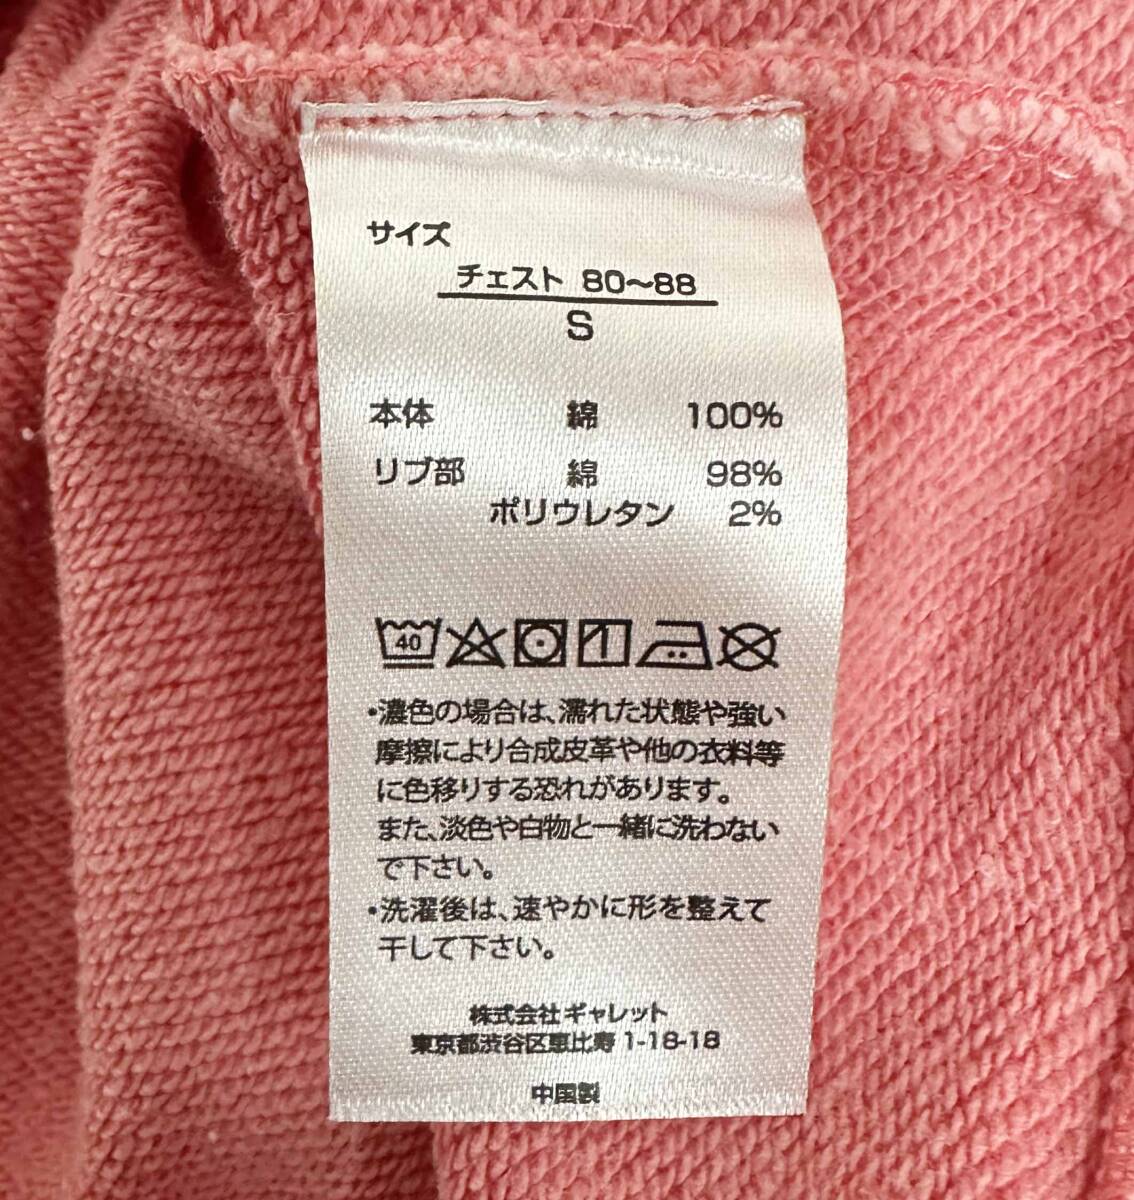 サイズ
チェスト 80〜88
S
本体 綿 100%
リブ部 綿 98%
ポリウレタン 2%
40
・濃色の場合は、濡れた状態や強い
摩擦により合成皮革や他の衣料等
に色移りする恐れがあります。
また、淡色や白物と一緒に洗わない
で下さい。
・洗濯後は、速やかに形を整えて
干して下さい。
株式会社ギャレット
東京都渋谷区恵比寿 1-18-18
中国製